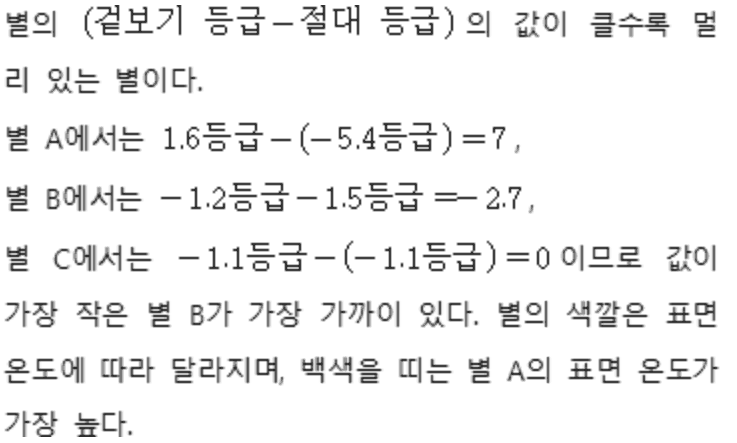 별의 (겉보기 등급-절대 등급)의 값이 클수록 멀
리 있는 별이다.
별 A에서는 1.6등급-(-5.4등급)=7,
별 B에서는 -1.2등급-1.5등급=-2.7,
별 C에서는 -1.1등급-(-1.1등급)=0이므로 값이
가장 작은 별 B가 가장 가까이 있다. 별의 색깔은 표면
온도에 따라 달라지며, 백색을 띠는 별 A의 표면 온도가
가장 높다.